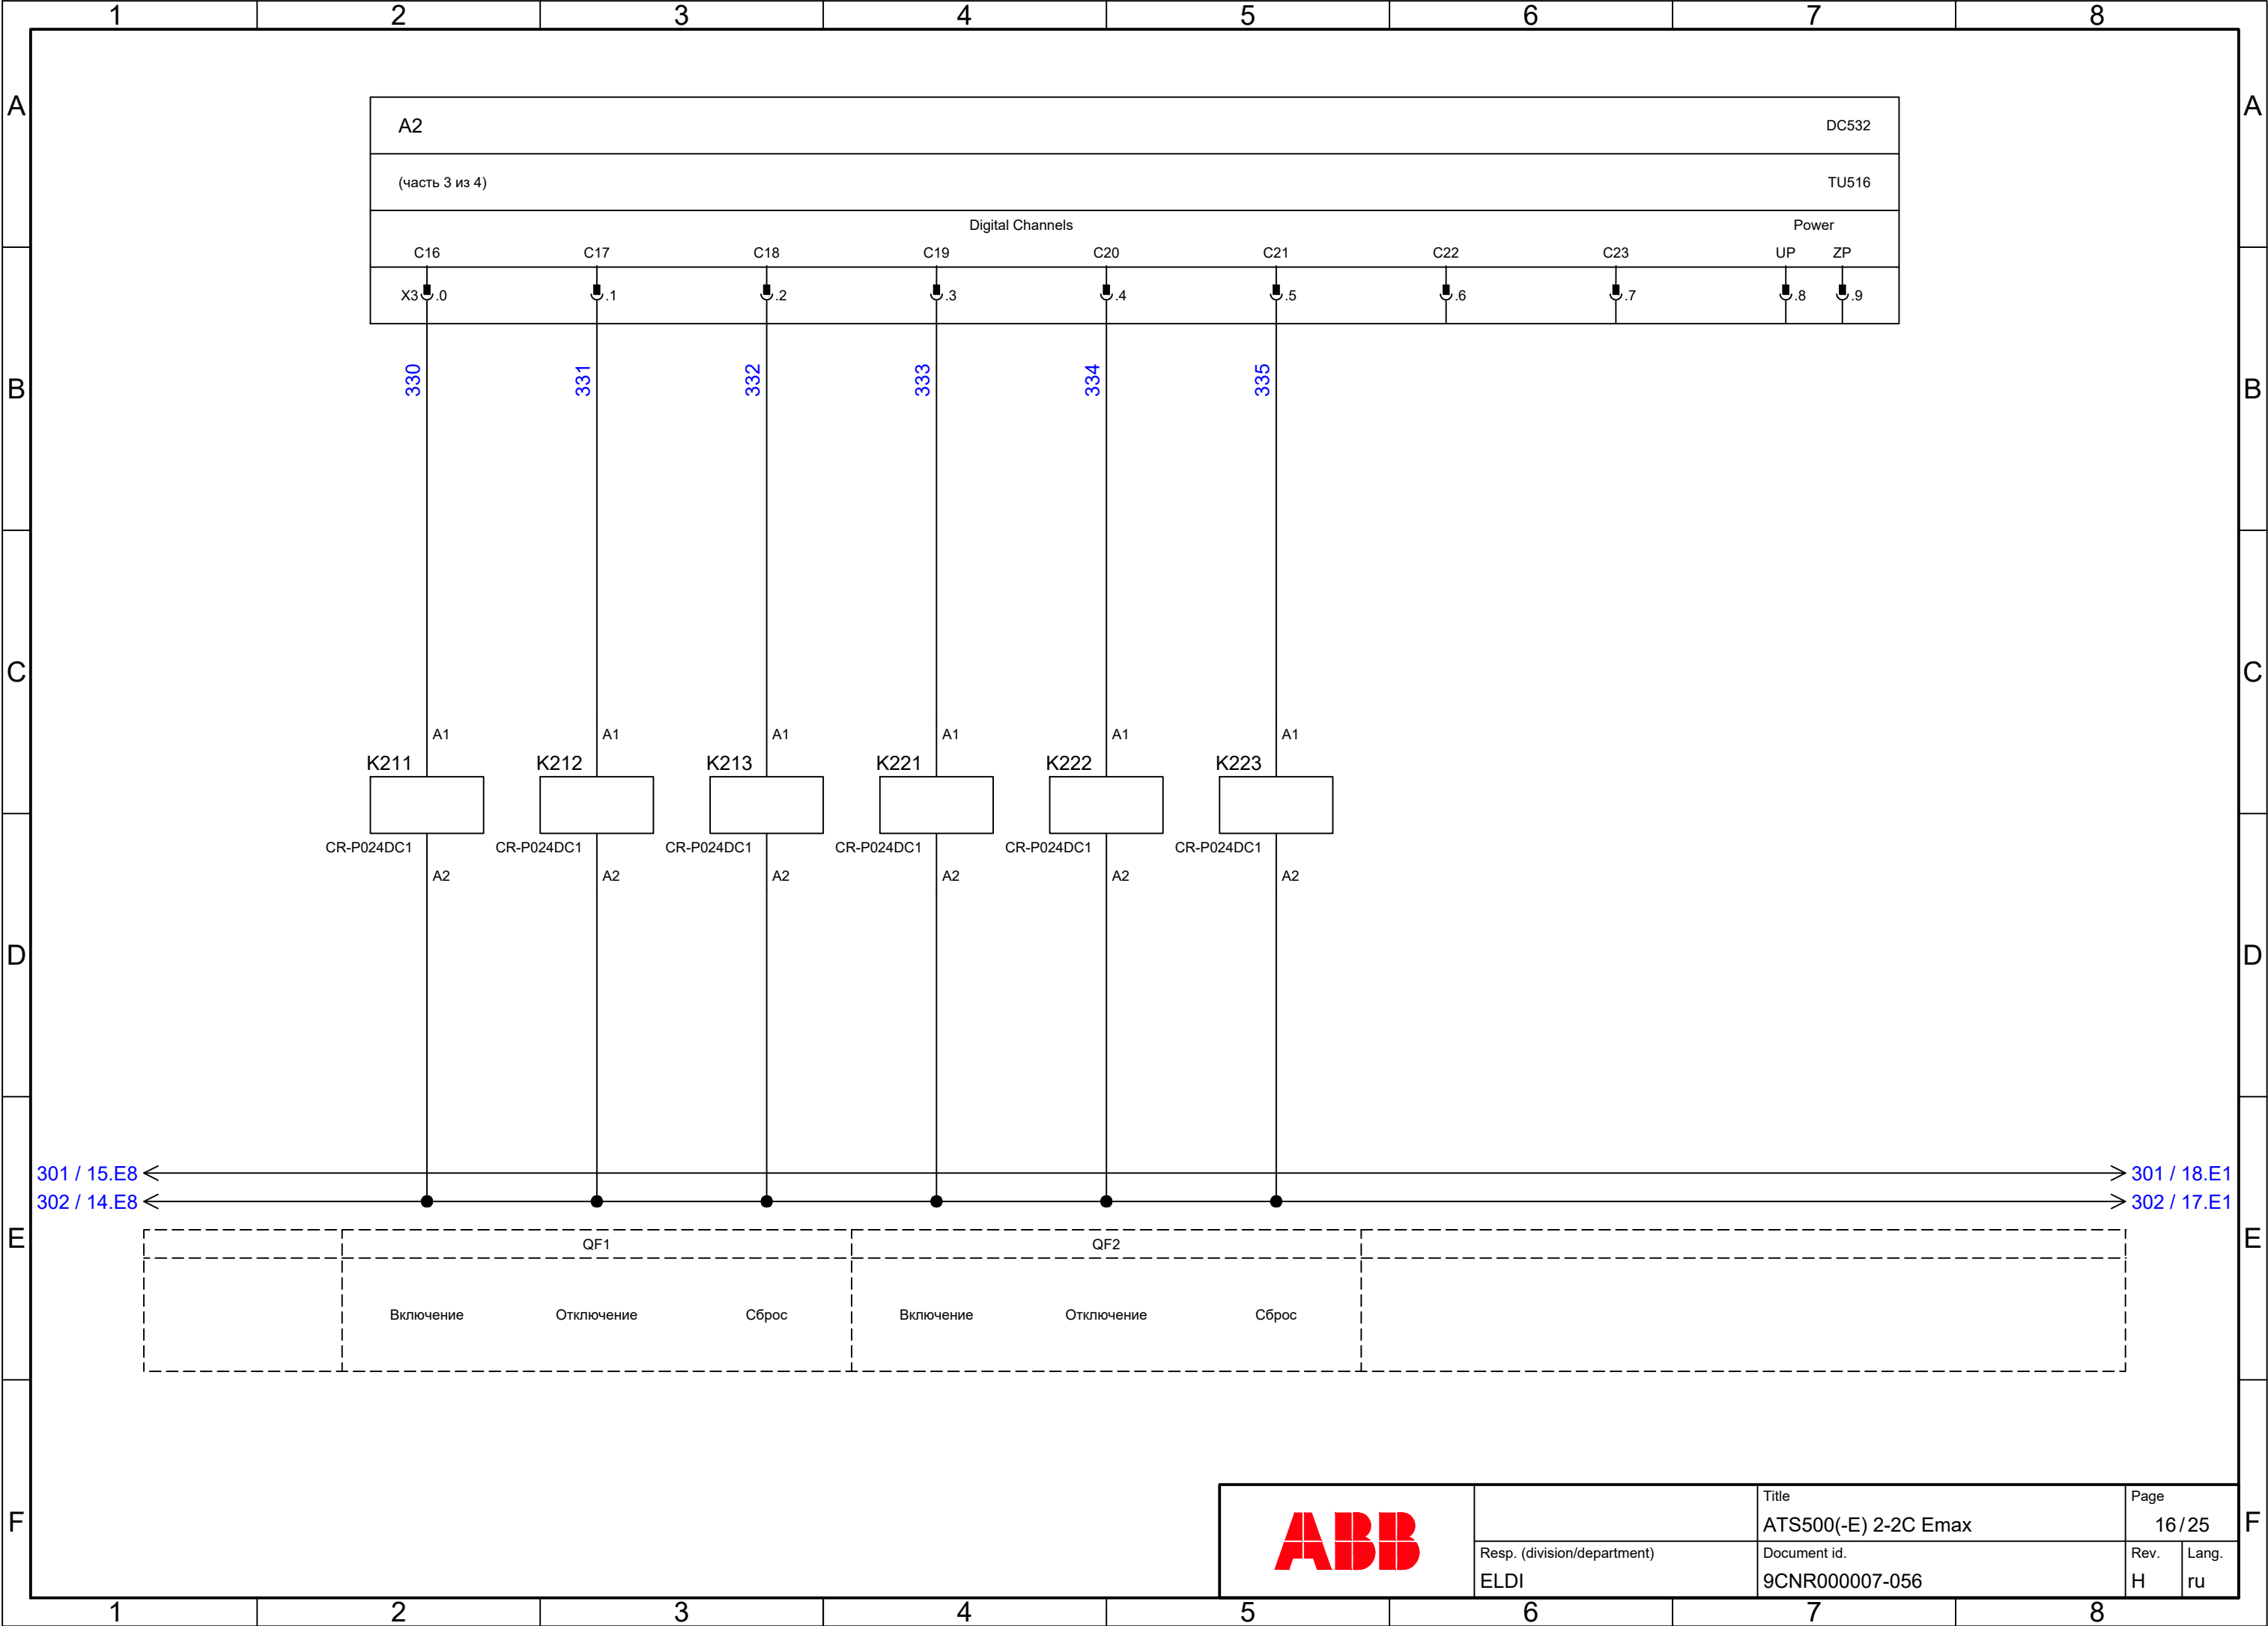 1 2 3 4 5 6 7 8
A A
A2 DC532
(часть 3 из 4) TU516
Digital Channels Power
C16 C17 C18 C19 C20 C21 C22 C23 UP ZP
X3 .0 .1 .2 .3 .4 .5 .6 .7 .8 .9
330 331 332 333 334 335
B B
C C
A1 A1 A1 A1 A1 A1
K211 K212 K213 K221 K222 K223
CR-P024DC1 CR-P024DC1 CR-P024DC1 CR-P024DC1 CR-P024DC1 CR-P024DC1
A2 A2 A2 A2 A2 A2
D D
301 / 15.E8 301 / 18.E1
302 / 14.E8 302 / 17.E1
E E
QF1 QF2
Включение Отключение Сброс Включение Отключение Сброс
F F
ABB
Title
ATS500(-E) 2-2C Emax
Page
16/25
Resp. (division/department)
ELDI
Document id.
9CNR000007-056
Rev.
H
Lang.
ru
1 2 3 4 5 6 7 8